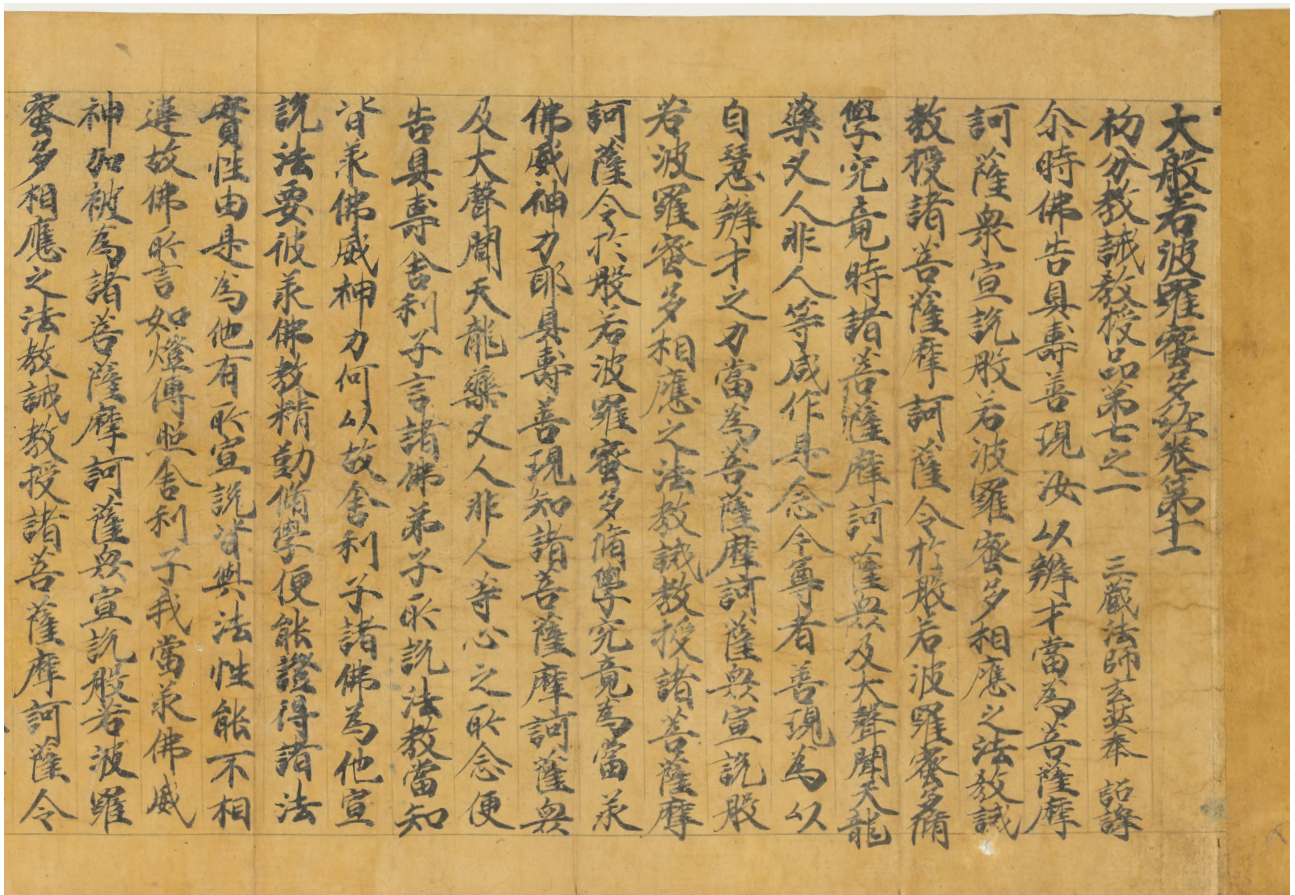 大般若波羅蜜多經卷第十一
初分教誡教授品第七之一 三藏法師玄奘奉 詔譯
尒時佛告具壽善現汝以辯才當為菩薩摩
訶薩衆宣說般若波羅蜜多相應之法教誡
教授諸菩薩摩訶薩令於般若波羅蜜多脩
學究竟時諸菩薩摩訶薩衆及大聲聞天龍
藥叉人非人等咸作是念今尊者善現為以
自慧辯才之力當為菩薩摩訶薩衆宣說般
若波羅蜜多相應之法教誡教授諸菩薩摩
訶薩令於般若波羅蜜多脩學究竟為當承
佛威神力耶具壽善現知諸菩薩摩訶薩衆
及大聲聞天龍藥叉人非人等心之所念便
告具壽舍利子言諸佛弟子所說法教當知
皆承佛威神力何以故舍利子諸佛為他宣
說法要彼承佛教精勤脩學便能證得諸法
實性由是為他有所宣說皆與法性能不相
違故佛所言如燈傳照舍利子我當承佛威
神加被為諸菩薩摩訶薩衆宣說般若波羅
蜜多相應之法教誡教授諸菩薩摩訶薩令